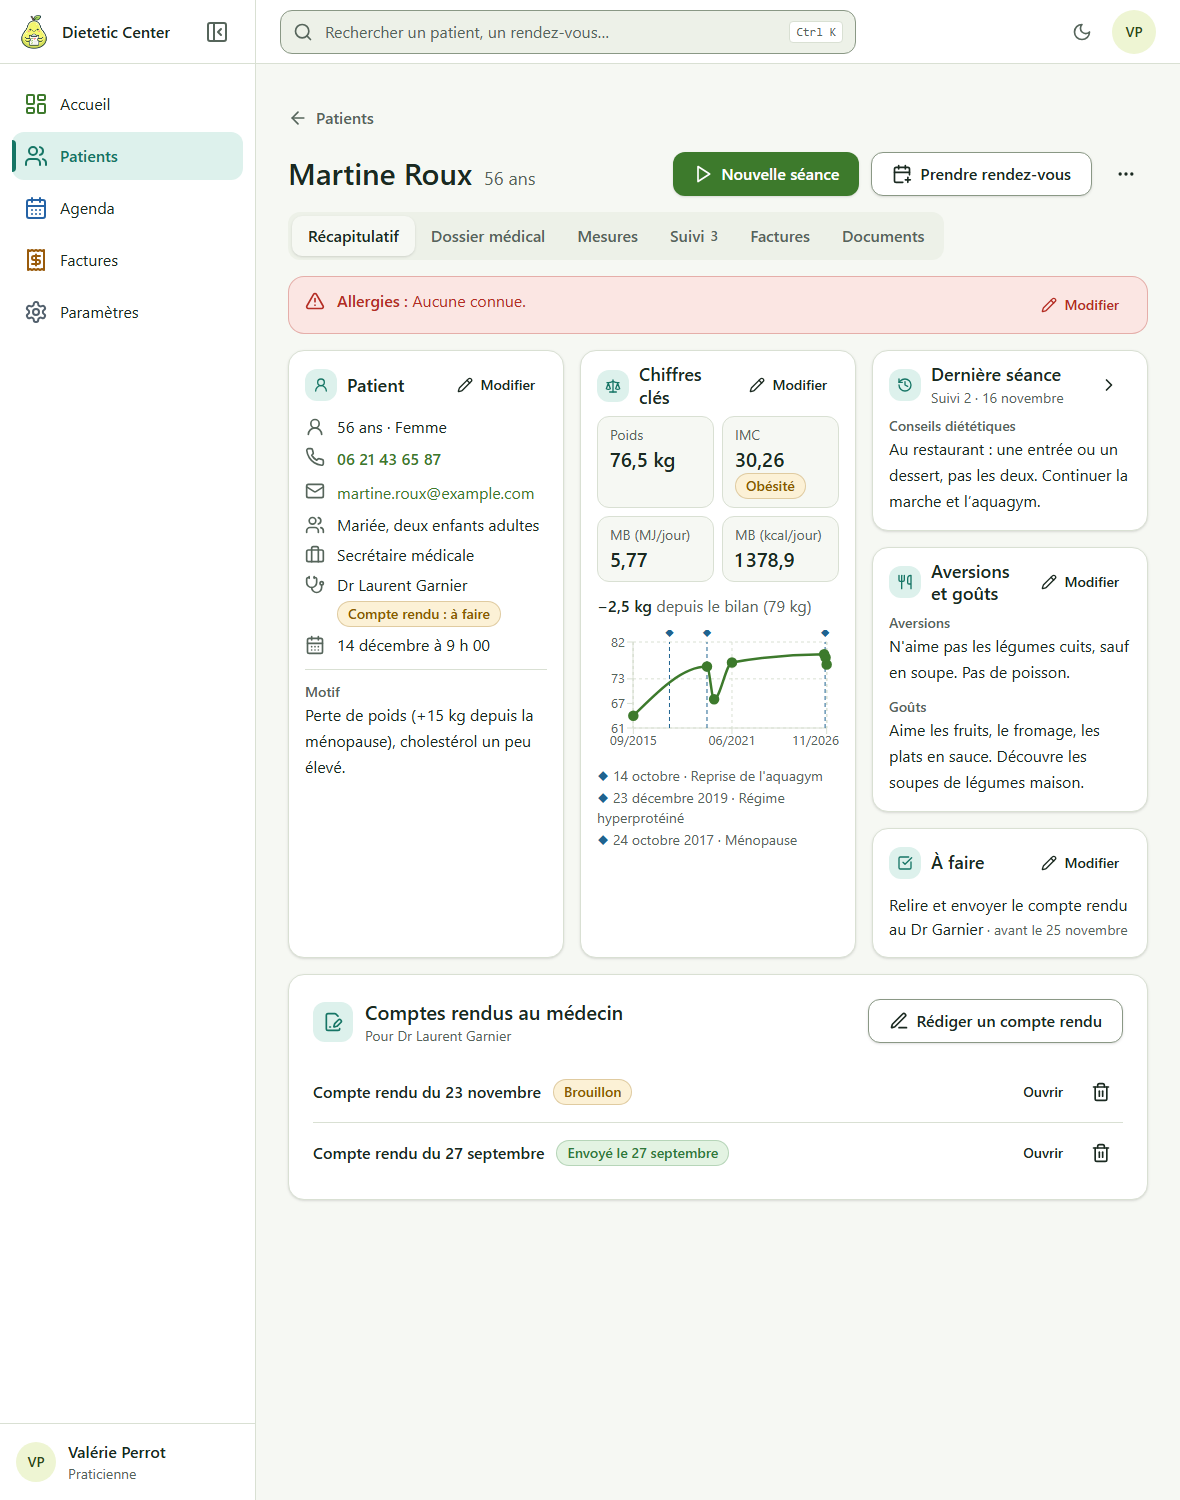 Dietetic Center
Rechercher un patient, un rendez-vous...
Ctrl K
VP
Accueil
Patients
Agenda
Factures
Paramètres
Patients
Martine Roux 56 ans
Nouvelle séance
Prendre rendez-vous
Récapitulatif
Dossier médical
Mesures
Suivi 3
Factures
Documents
Allergies : Aucune connue.
Modifier
Patient
Modifier
56 ans · Femme
06 21 43 65 87
martine.roux@example.com
Mariée, deux enfants adultes
Secrétaire médicale
Dr Laurent Garnier
Compte rendu : à faire
14 décembre à 9 h 00
Motif
Perte de poids (+15 kg depuis la
ménopause), cholestérol un peu
élevé.
Chiffres
clés
Modifier
Poids
76,5 kg
IMC
30,26
Obésité
MB (MJ/jour)
5,77
MB (kcal/jour)
1 378,9
−2,5 kg depuis le bilan (79 kg)
82
73
67
61
09/2015
06/2021
11/2026
14 octobre · Reprise de l'aquagym
23 décembre 2019 · Régime
hyperprotéiné
24 octobre 2017 · Ménopause
Dernière séance
Suivi 2 · 16 novembre
Conseils diététiques
Au restaurant : une entrée ou un
dessert, pas les deux. Continuer la
marche et l'aquagym.
Aversions
et goûts
Modifier
Aversions
N'aime pas les légumes cuits, sauf
en soupe. Pas de poisson.
Goûts
Aime les fruits, le fromage, les
plats en sauce. Découvre les
soupes de légumes maison.
À faire
Modifier
Relire et envoyer le compte rendu
au Dr Garnier · avant le 25 novembre
Comptes rendus au médecin
Pour Dr Laurent Garnier
Rédiger un compte rendu
Compte rendu du 23 novembre
Brouillon
Ouvrir
Compte rendu du 27 septembre
Envoyé le 27 septembre
Ouvrir
VP
Valérie Perrot
Praticienne